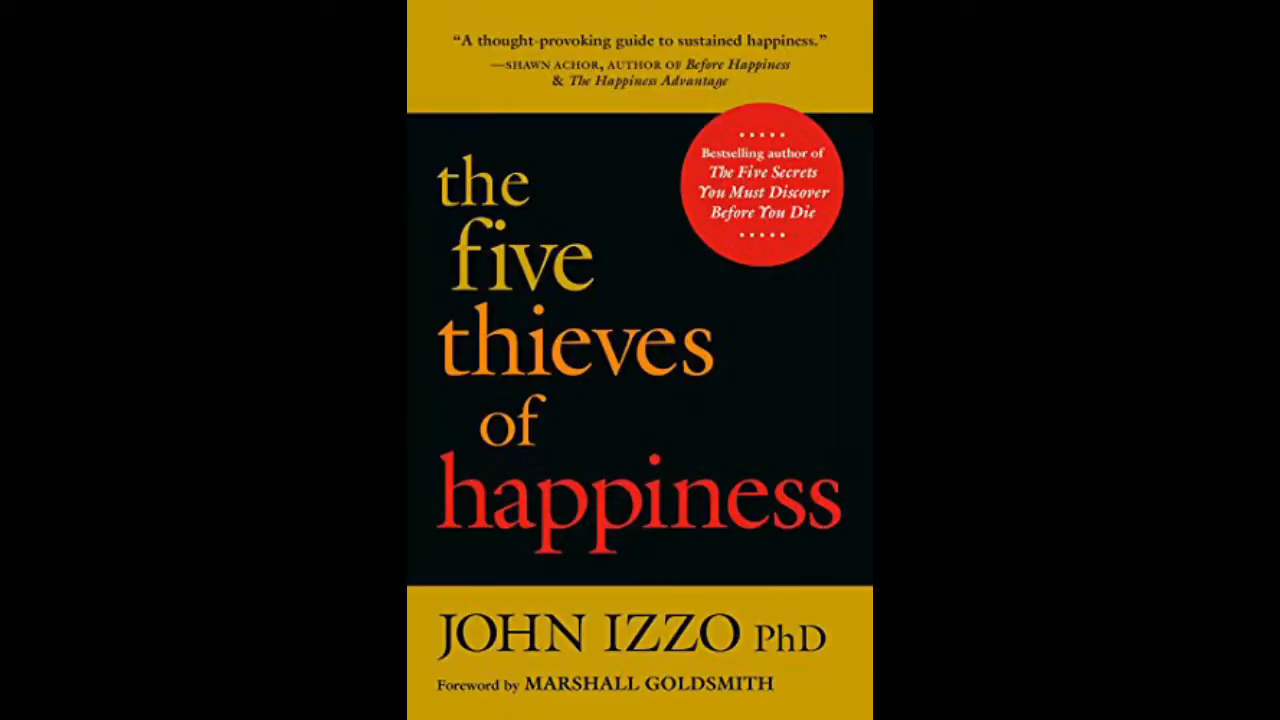 “A thought-provoking guide to sustained happiness.”
—SHAWN ACHOR, AUTHOR OF Before Happiness
& The Happiness Advantage
• • • • •
Bestselling author of
The Five Secrets
You Must Discover
Before You Die
• • • • •
the
five
thieves
of
happiness
JOHN IZZO PhD
Foreword by MARSHALL GOLDSMITH